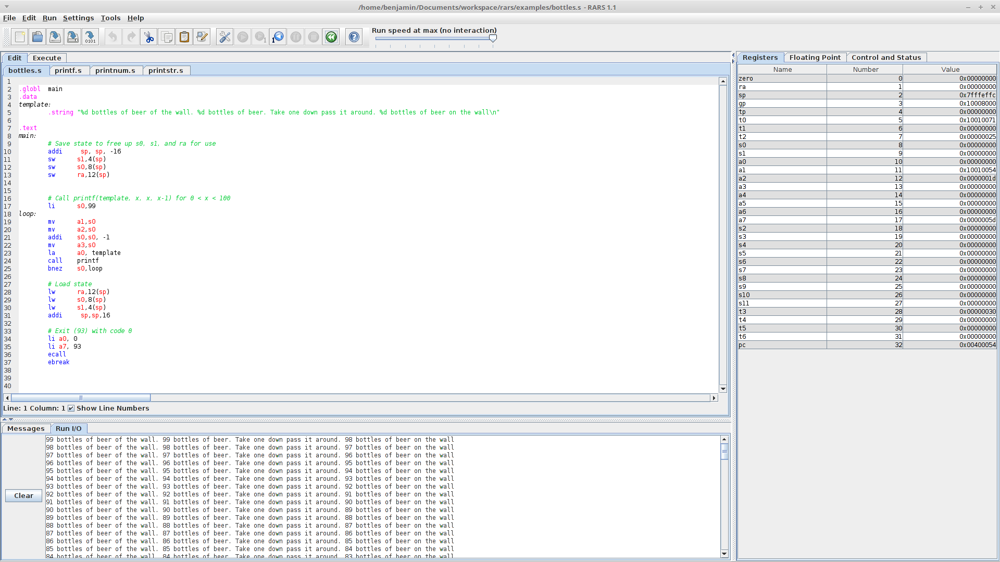 /home/benjamin/Documents/workspace/rars/examples/bottles.s - RARS 1.1
File Edit Run Settings Tools Help
0101
1
1
Run speed at max (no interaction)
Edit Execute
bottles.s printf.s printnum.s printstr.s
1
2 .globl main
3 .data
4 template:
5 .string "%d bottles of beer of the wall. %d bottles of beer. Take one down pass it around. %d bottles of beer on the wall\n"
6
7 .text
8 main:
9 # Save state to free up s0, s1, and ra for use
10 addi sp, sp, -16
11 sw s1,4(sp)
12 sw s0,8(sp)
13 sw ra,12(sp)
14
15
16 # Call printf(template, x, x, x-1) for 0 < x < 100
17 li s0,99
18 loop:
19 mv a1,s0
20 mv a2,s0
21 addi s0,s0, -1
22 mv a3,s0
23 la a0, template
24 call printf
25 bnez s0,loop
26
27 # Load state
28 lw ra,12(sp)
29 lw s0,8(sp)
30 lw s1,4(sp)
31 addi sp,sp,16
32
33 # Exit (93) with code 0
34 li a0, 0
35 li a7, 93
36 ecall
37 ebreak
38
39
40
Line: 1 Column: 1 Show Line Numbers
Messages Run I/O
Clear
99 bottles of beer of the wall. 99 bottles of beer. Take one down pass it around. 98 bottles of beer on the wall
98 bottles of beer of the wall. 98 bottles of beer. Take one down pass it around. 97 bottles of beer on the wall
97 bottles of beer of the wall. 97 bottles of beer. Take one down pass it around. 96 bottles of beer on the wall
96 bottles of beer of the wall. 96 bottles of beer. Take one down pass it around. 95 bottles of beer on the wall
95 bottles of beer of the wall. 95 bottles of beer. Take one down pass it around. 94 bottles of beer on the wall
94 bottles of beer of the wall. 94 bottles of beer. Take one down pass it around. 93 bottles of beer on the wall
93 bottles of beer of the wall. 93 bottles of beer. Take one down pass it around. 92 bottles of beer on the wall
92 bottles of beer of the wall. 92 bottles of beer. Take one down pass it around. 91 bottles of beer on the wall
91 bottles of beer of the wall. 91 bottles of beer. Take one down pass it around. 90 bottles of beer on the wall
90 bottles of beer of the wall. 90 bottles of beer. Take one down pass it around. 89 bottles of beer on the wall
89 bottles of beer of the wall. 89 bottles of beer. Take one down pass it around. 88 bottles of beer on the wall
88 bottles of beer of the wall. 88 bottles of beer. Take one down pass it around. 87 bottles of beer on the wall
87 bottles of beer of the wall. 87 bottles of beer. Take one down pass it around. 86 bottles of beer on the wall
86 bottles of beer of the wall. 86 bottles of beer. Take one down pass it around. 85 bottles of beer on the wall
85 bottles of beer of the wall. 85 bottles of beer. Take one down pass it around. 84 bottles of beer on the wall
84 bottles of beer of the wall. 84 bottles of beer. Take one down pass it around. 83 bottles of beer on the wall
Registers Floating Point Control and Status
Name Number Value
zero 0 0x00000000
ra 1 0x00000000
sp 2 0x7fffeffc
gp 3 0x10008000
tp 4 0x00000000
t0 5 0x10010071
t1 6 0x00000000
t2 7 0x00000025
s0 8 0x00000000
s1 9 0x00000000
a0 10 0x00000000
a1 11 0x10010054
a2 12 0x0000001d
a3 13 0x00000000
a4 14 0x00000000
a5 15 0x00000000
a6 16 0x00000000
a7 17 0x0000005d
s2 18 0x00000000
s3 19 0x00000000
s4 20 0x00000000
s5 21 0x00000000
s6 22 0x00000000
s7 23 0x00000000
s8 24 0x00000000
s9 25 0x00000000
s10 26 0x00000000
s11 27 0x00000000
t3 28 0x00000030
t4 29 0x00000000
t5 30 0x00000000
t6 31 0x00000000
pc 32 0x00400054